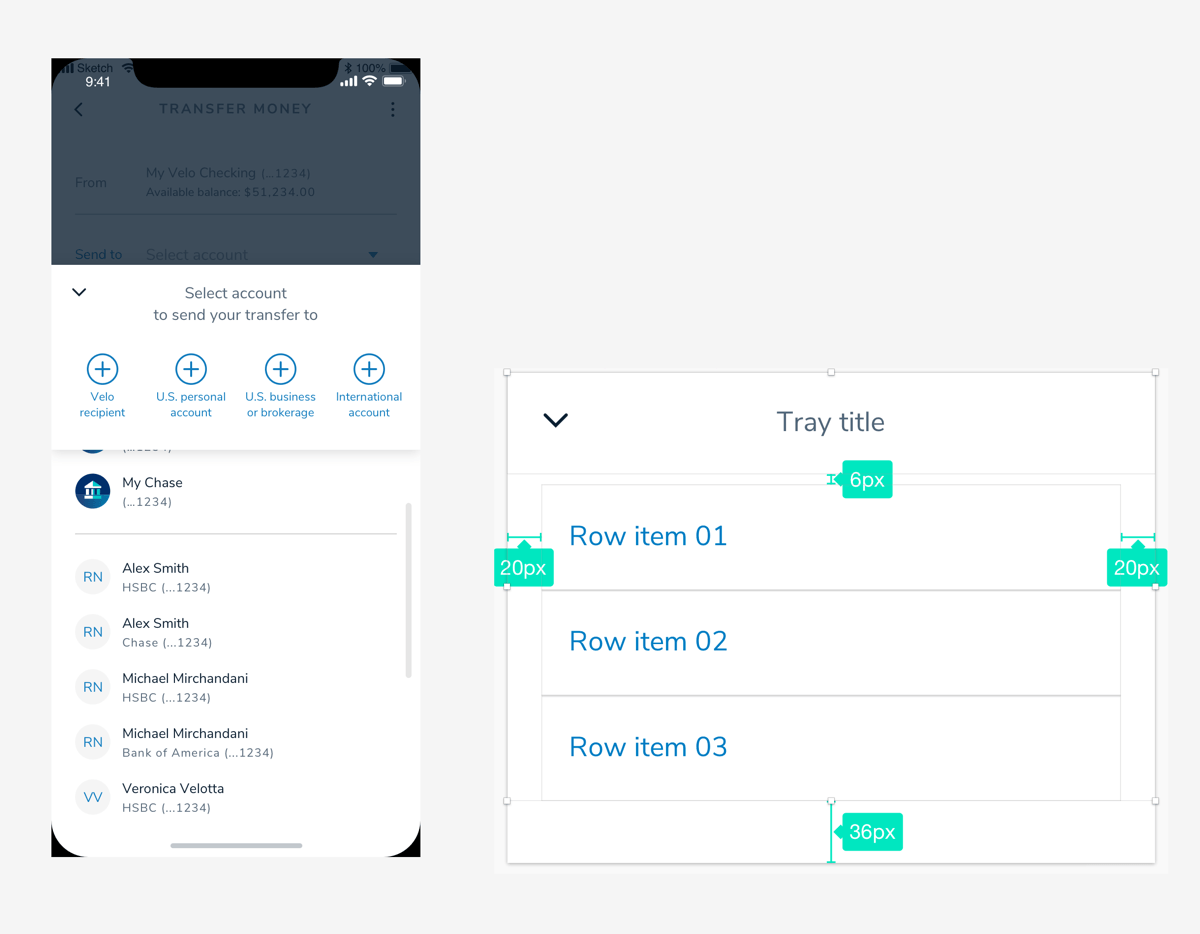 Sketch
100%
9:41
TRANSFER MONEY
From
My Velo Checking (...1234)
Available balance: $51,234.00
Send to
Select account
Select account
to send your transfer to
Velo
recipient
U.S. personal
account
U.S. business
or brokerage
International
account
(...1234)
My Chase
(...1234)
RN
Alex Smith
HSBC (...1234)
RN
Alex Smith
Chase (...1234)
RN
Michael Mirchandani
HSBC (...1234)
RN
Michael Mirchandani
Bank of America (...1234)
VV
Veronica Velotta
HSBC (...1234)
Tray title
6px
Row item 01
20px
20px
Row item 02
Row item 03
36px